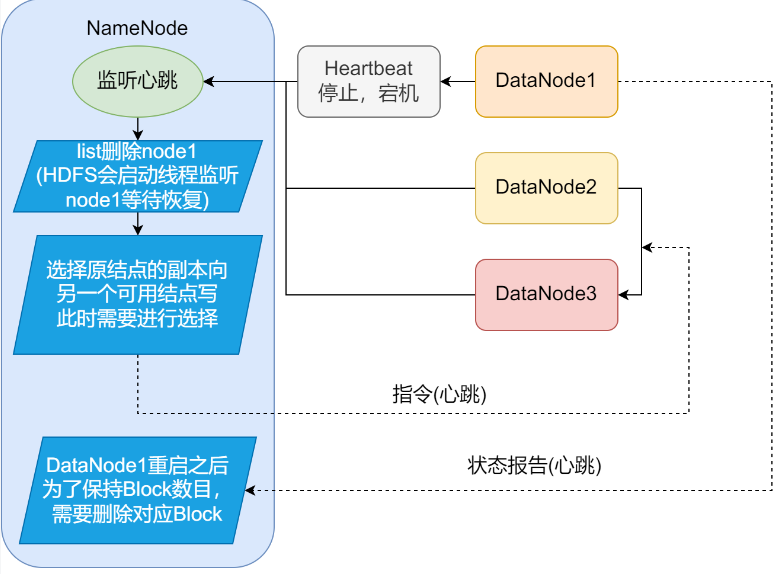 NameNode
监听心跳
Heartbeat
停止，宕机
DataNode1
list删除node1
(HDFS会启动线程监听
node1等待恢复)
DataNode2
选择原结点的副本向
另一个可用结点写
此时需要进行选择
DataNode3
指令(心跳)
状态报告(心跳)
DataNode1重启之后
为了保持Block数目，
需要删除对应Block